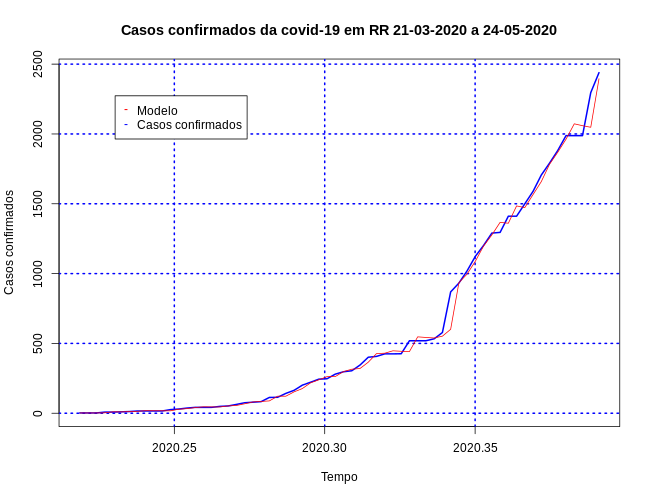 Casos confirmados da covid-19 em RR 21-03-2020 a 24-05-2020
2500
2000
1500
1000
500
0
Casos confirmados
- Modelo
- Casos confirmados
2020.25 2020.30 2020.35
Tempo